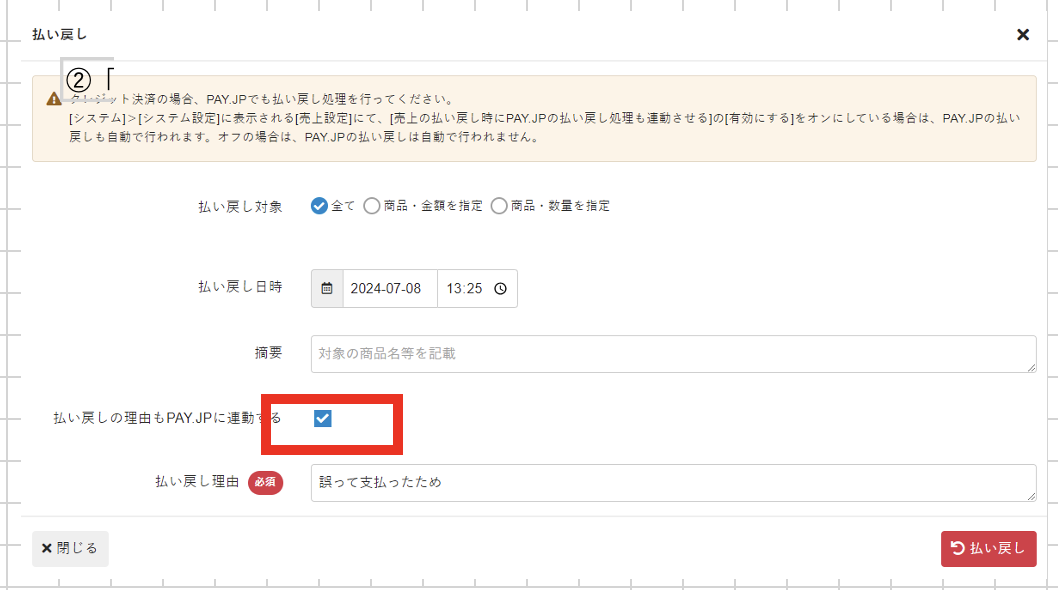 払い戻し
②「
クレジット決済の場合、PAY.JPでも払い戻し処理を行ってください。
[システム]>[システム設定]に表示される[売上設定]にて、[売上の払い戻し時にPAY.JPの払い戻し処理も連動させる]の[有効にする]をオンにしている場合は、PAY.JPの払い
戻しも自動で行われます。オフの場合は、PAY.JPの払い戻しは自動で行われません。
払い戻し対象 全て 商品・金額を指定 商品・数量を指定
払い戻し日時 2024-07-08 13:25
摘要 対象の商品名等を記載
払い戻しの理由もPAY.JPに連動する
払い戻し理由 必須 誤って支払ったため
閉じる 払い戻し